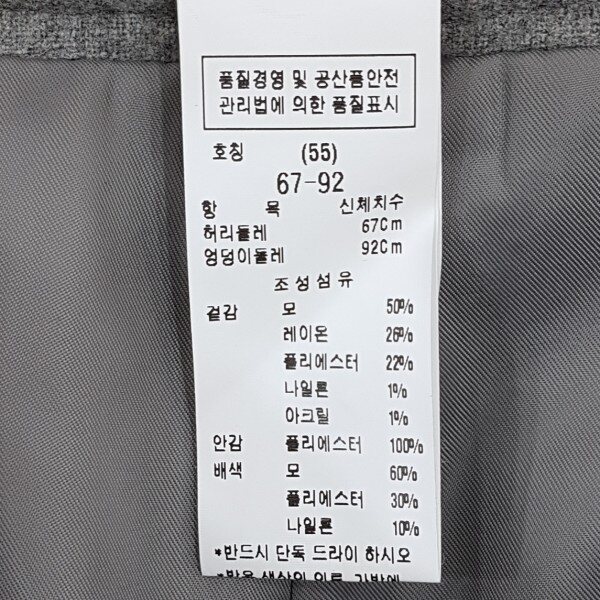 품질경영 및 공산품안전
관리법에 의한 품질표시
호칭 (55)
67-92
항 목 신체치수
허리둘레 67Cm
엉덩이둘레 92Cm
조성섬유
겉감 모 50%
레이온 26%
폴리에스터 22%
나일론 1%
아크릴 1%
안감 폴리에스터 100%
배색 모 60%
폴리에스터 30%
나일론 10%
*반드시 단독 드라이 하시오